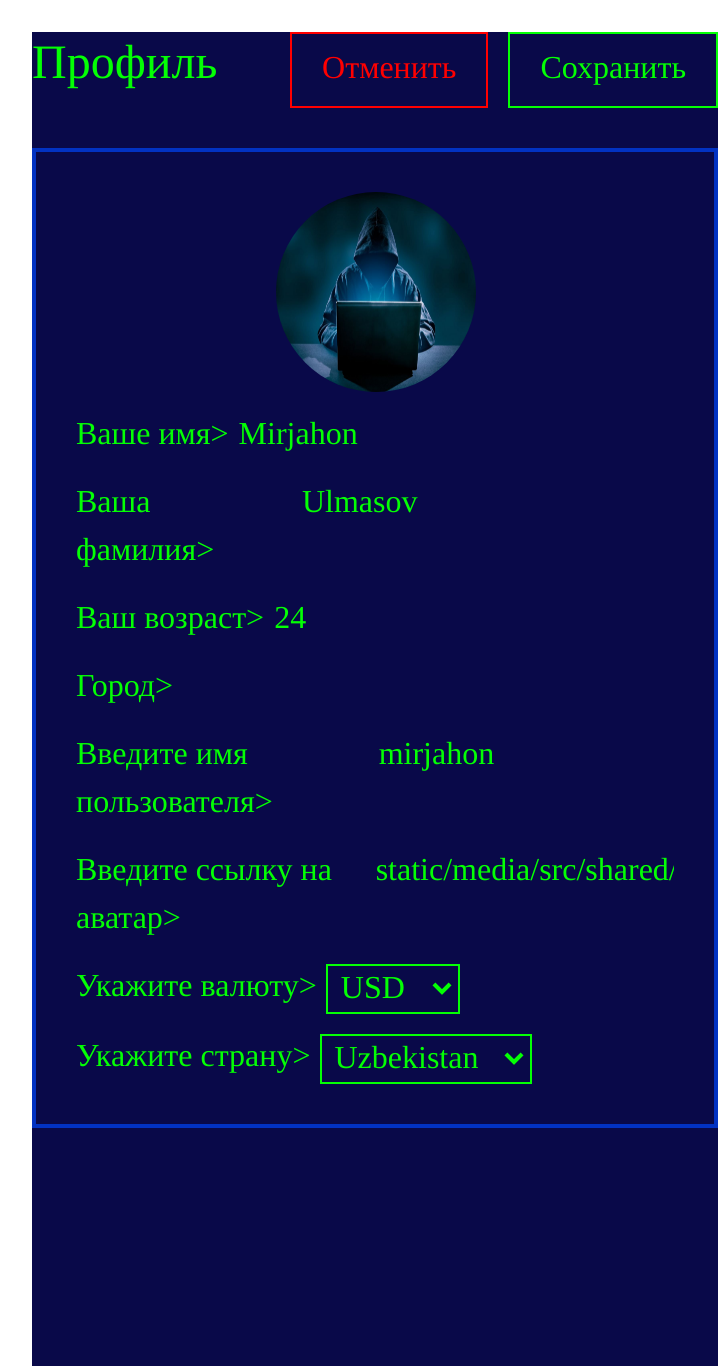 Профиль Отменить Сохранить
Ваше имя> Mirjahon
Ваша Ulmasov
фамилия>
Ваш возраст> 24
Город>
Введите имя mirjahon
пользователя>
Введите ссылку на static/media/src/shared/
аватар>
Укажите валюту> USD
Укажите страну> Uzbekistan